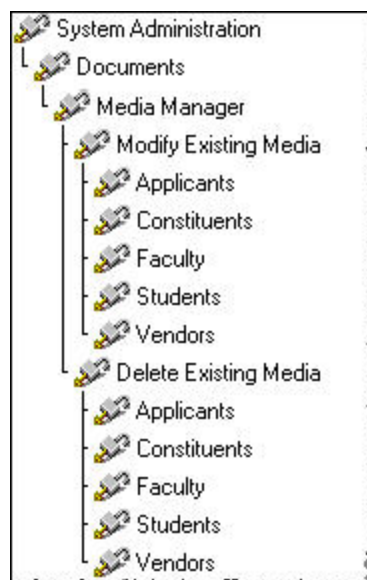 System Administration
Documents
Media Manager
Modify Existing Media
Applicants
Constituents
Faculty
Students
Vendors
Delete Existing Media
Applicants
Constituents
Faculty
Students
Vendors